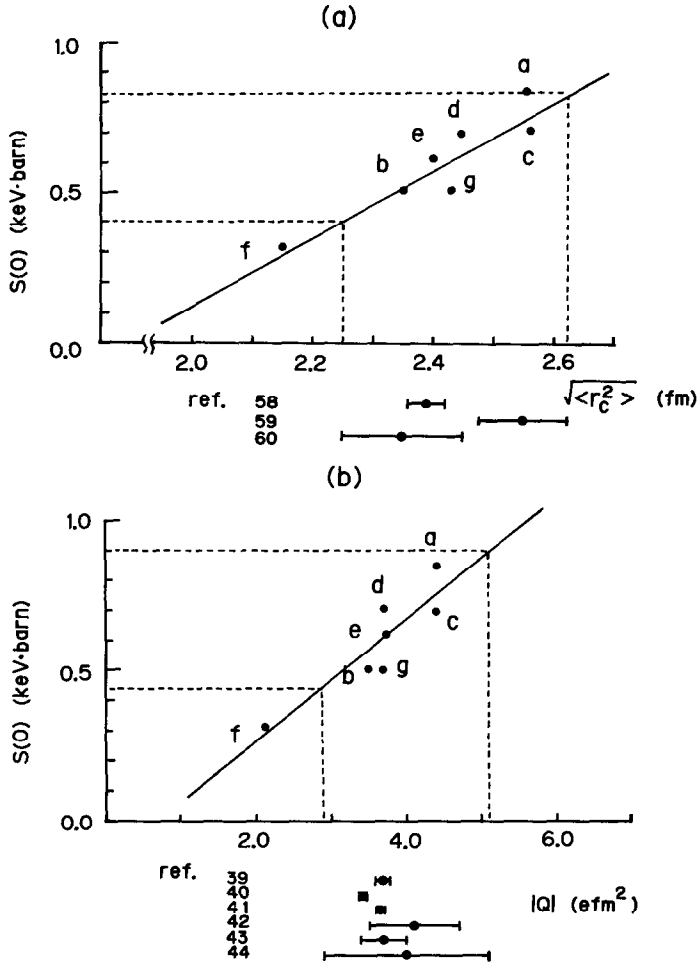 (a)
1.0
0.5
0.0
S(0) (keV·barn)
a
d
e
b
c
g
f
2.0 2.2 2.4 2.6
√<r_c^2> (fm)
ref. 58
59
60
(b)
1.0
0.5
0.0
S(0) (keV·barn)
a
d
e
c
b g
f
2.0 4.0 6.0
|Q| (efm^2)
ref. 39
40
41
42
43
44